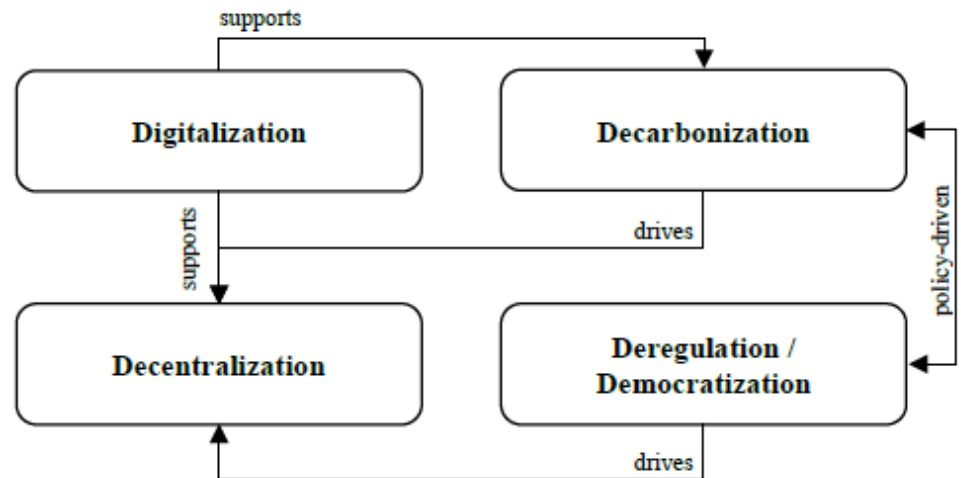 supports
Digitalization
Decarbonization
supports
drives
policy-driven
Decentralization
Deregulation /
Democratization
drives